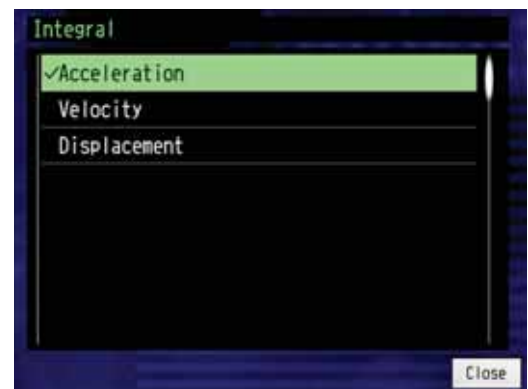 Integral
✓Acceleration
Velocity
Displacement
Close